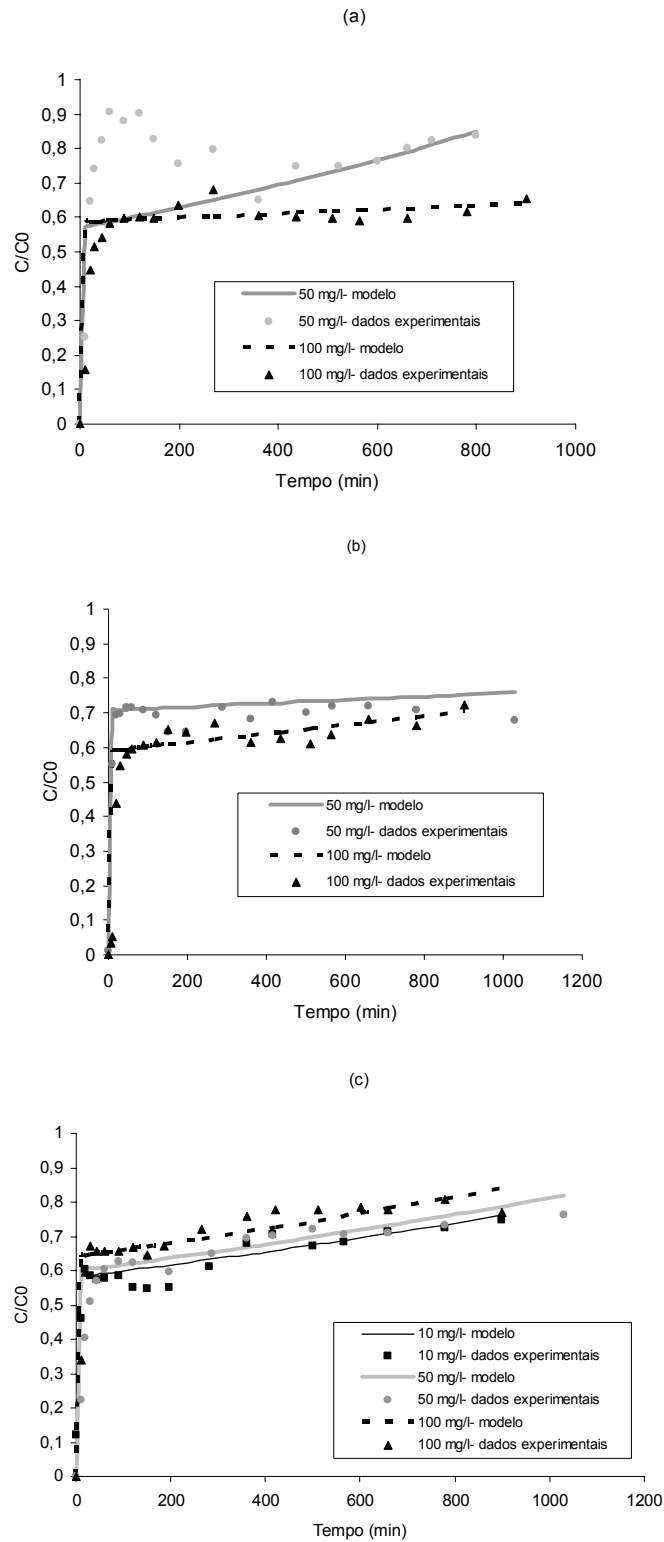 (a)
1
0,9
0,8
0,7
0,6
0,5
0,4
0,3
0,2
0,1
0
C/C0
50 mg/l- modelo
50 mg/l- dados experimentais
100 mg/l- modelo
100 mg/l- dados experimentais
0 200 400 600 800 1000
Tempo (min)
(b)
1
0,9
0,8
0,7
0,6
0,5
0,4
0,3
0,2
0,1
0
C/C0
50 mg/l- modelo
50 mg/l- dados experimentais
100 mg/l- modelo
100 mg/l- dados experimentais
0 200 400 600 800 1000 1200
Tempo (min)
(c)
1
0,9
0,8
0,7
0,6
0,5
0,4
0,3
0,2
0,1
0
C/C0
10 mg/l- modelo
10 mg/l- dados experimentais
50 mg/l- modelo
50 mg/l- dados experimentais
100 mg/l- modelo
100 mg/l- dados experimentais
0 200 400 600 800 1000
Tempo (min)